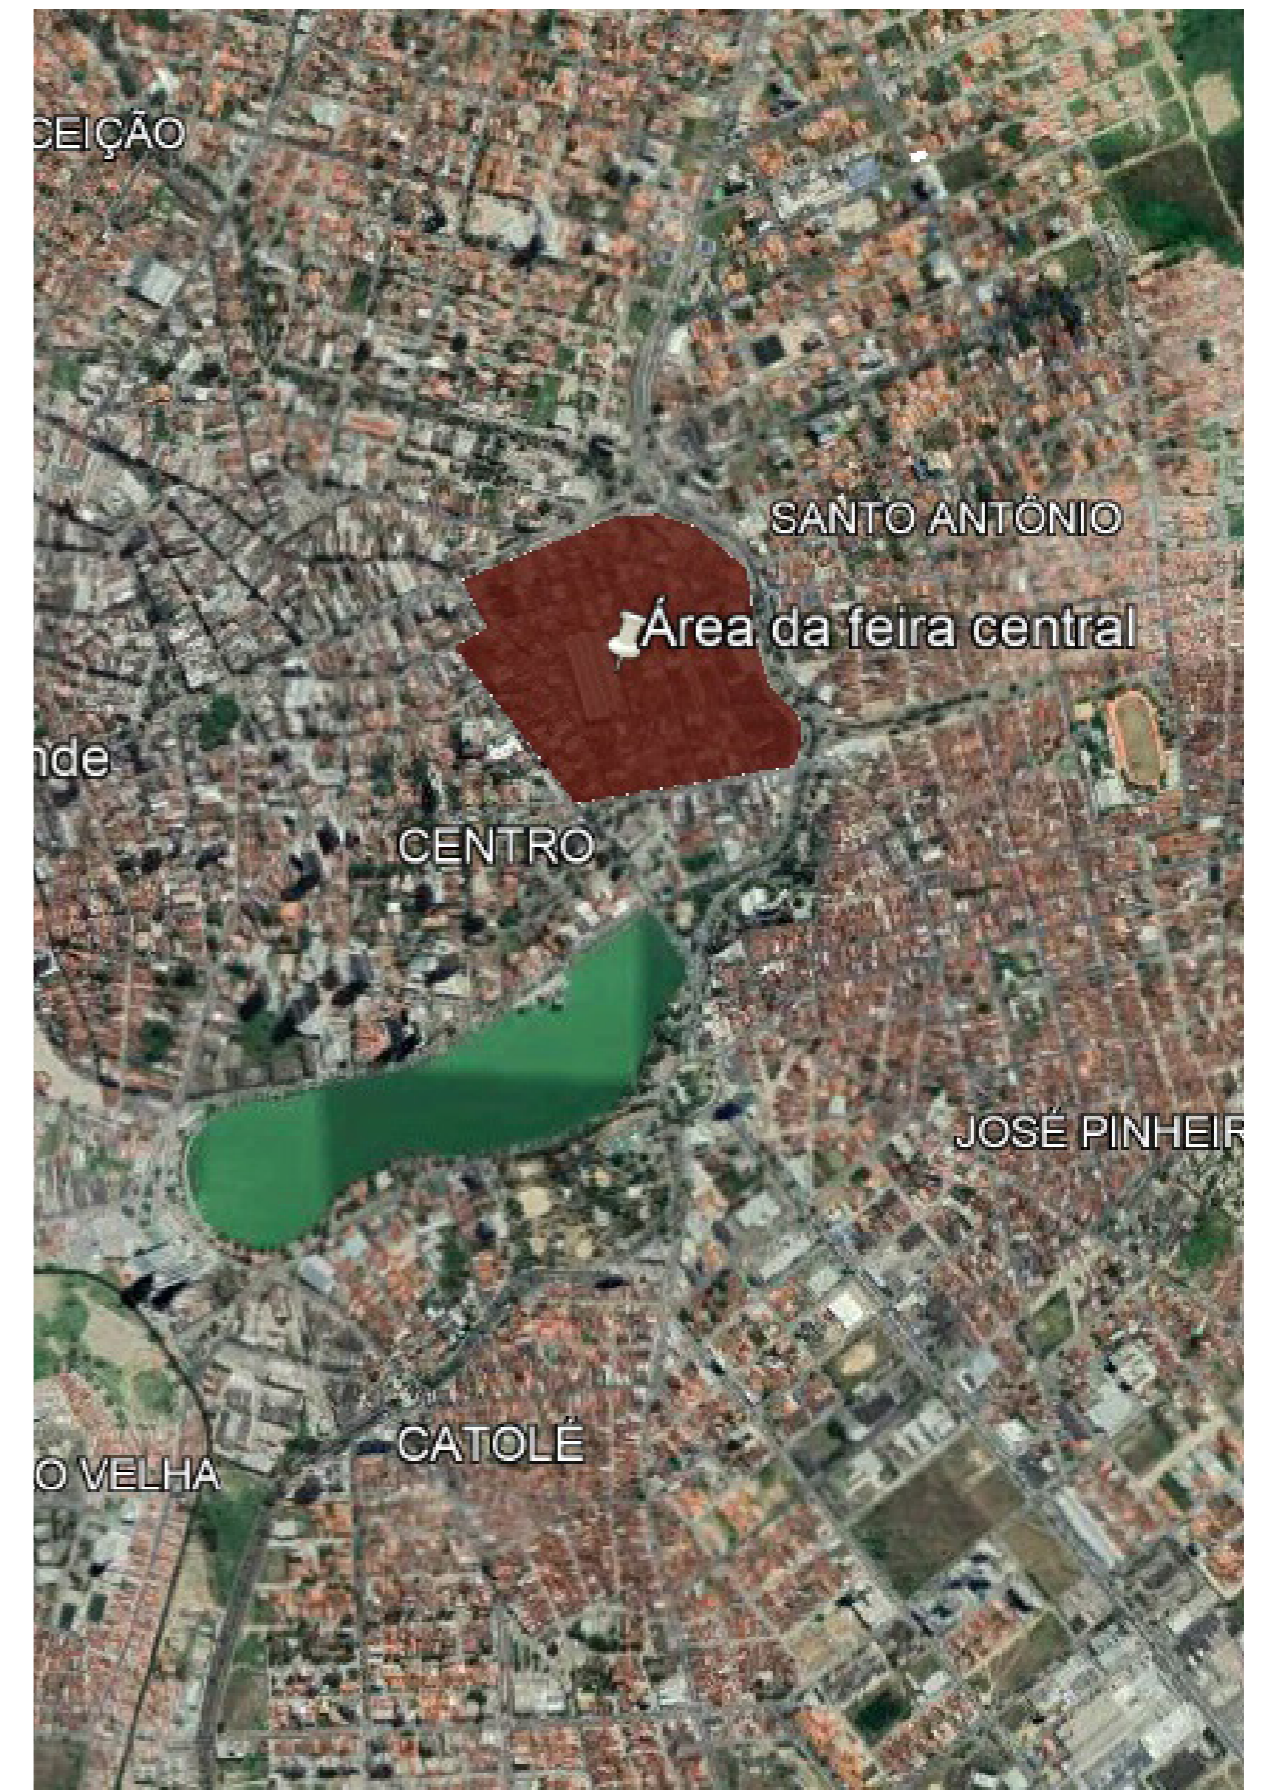 CEIÇÃO
SANTO ANTÔNIO
Área da feira central
nde
CENTRO
JOSÉ PINHEIR
CATOLÉ
O VELHA